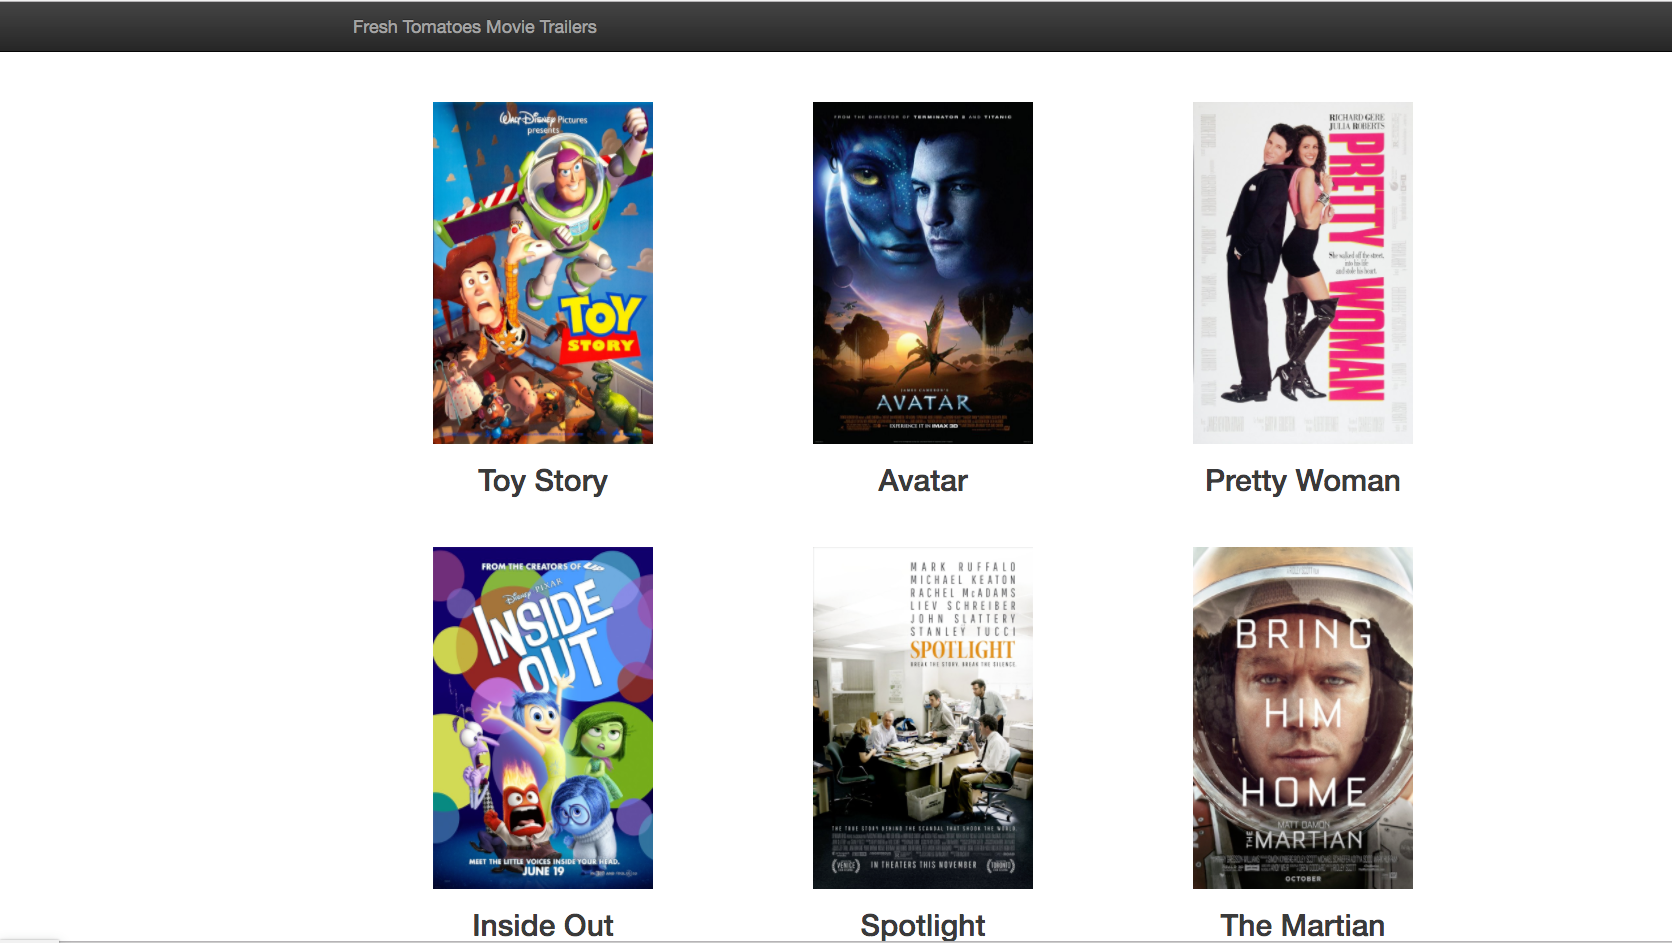 Fresh Tomatoes Movie Trailers
WALT DISNEY Pictures
presents
TOY
STORY
FROM THE DIRECTOR OF TERMINATOR 2 AND TITANIC
JAMES CAMERON'S
AVATAR
EXPERIENCE IT IN IMAX 3D
RICHARD GERE
JULIA ROBERTS
PRETTY WOMAN
She walked off the street,
into his life
and stole his heart.
Toy Story
Avatar
Pretty Woman
FROM THE CREATORS OF UP
DISNEY PIXAR
INSIDE
OUT
MEET THE LITTLE VOICES INSIDE YOUR HEAD.
JUNE 19
MARK RUFFALO
MICHAEL KEATON
RACHEL McADAMS
LIEV SCHREIBER
JOHN SLATTERY
STANLEY TUCCI
SPOTLIGHT
BREAK THE STORY. BREAK THE SILENCE.
THE TRUE STORY BEHIND THE SCANDAL THAT SHOOK THE WORLD.
VENICE
IN THEATERS THIS NOVEMBER
TORONTO
BRING
HIM
HOME
MATT DAMON
THE MARTIAN
OCTOBER
Inside Out
Spotlight
The Martian